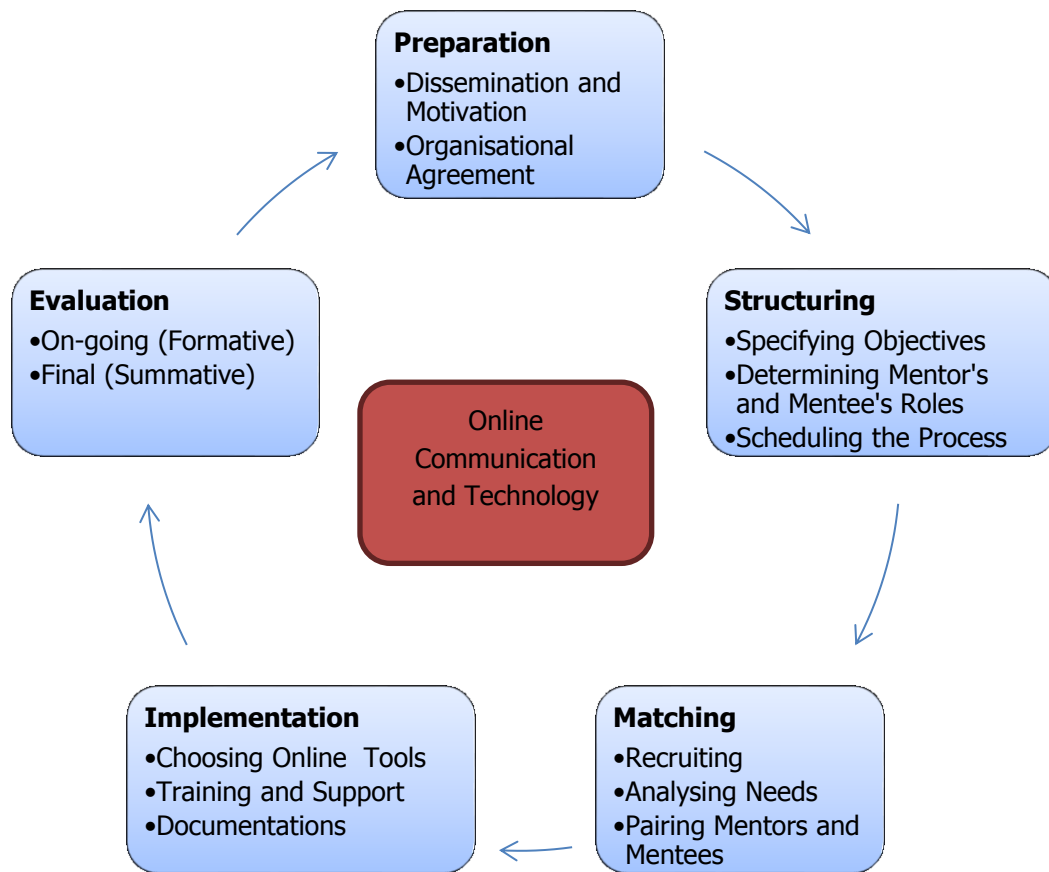 Preparation
•Dissemination and
Motivation
•Organisational
Agreement
Structuring
•Specifying Objectives
•Determining Mentor's
and Mentee's Roles
•Scheduling the Process
Matching
•Recruiting
•Analysing Needs
•Pairing Mentors and
Mentees
Implementation
•Choosing Online  Tools
•Training and Support
•Documentations
Evaluation
•On-going (Formative)
•Final (Summative)
Online
Communication
and Technology